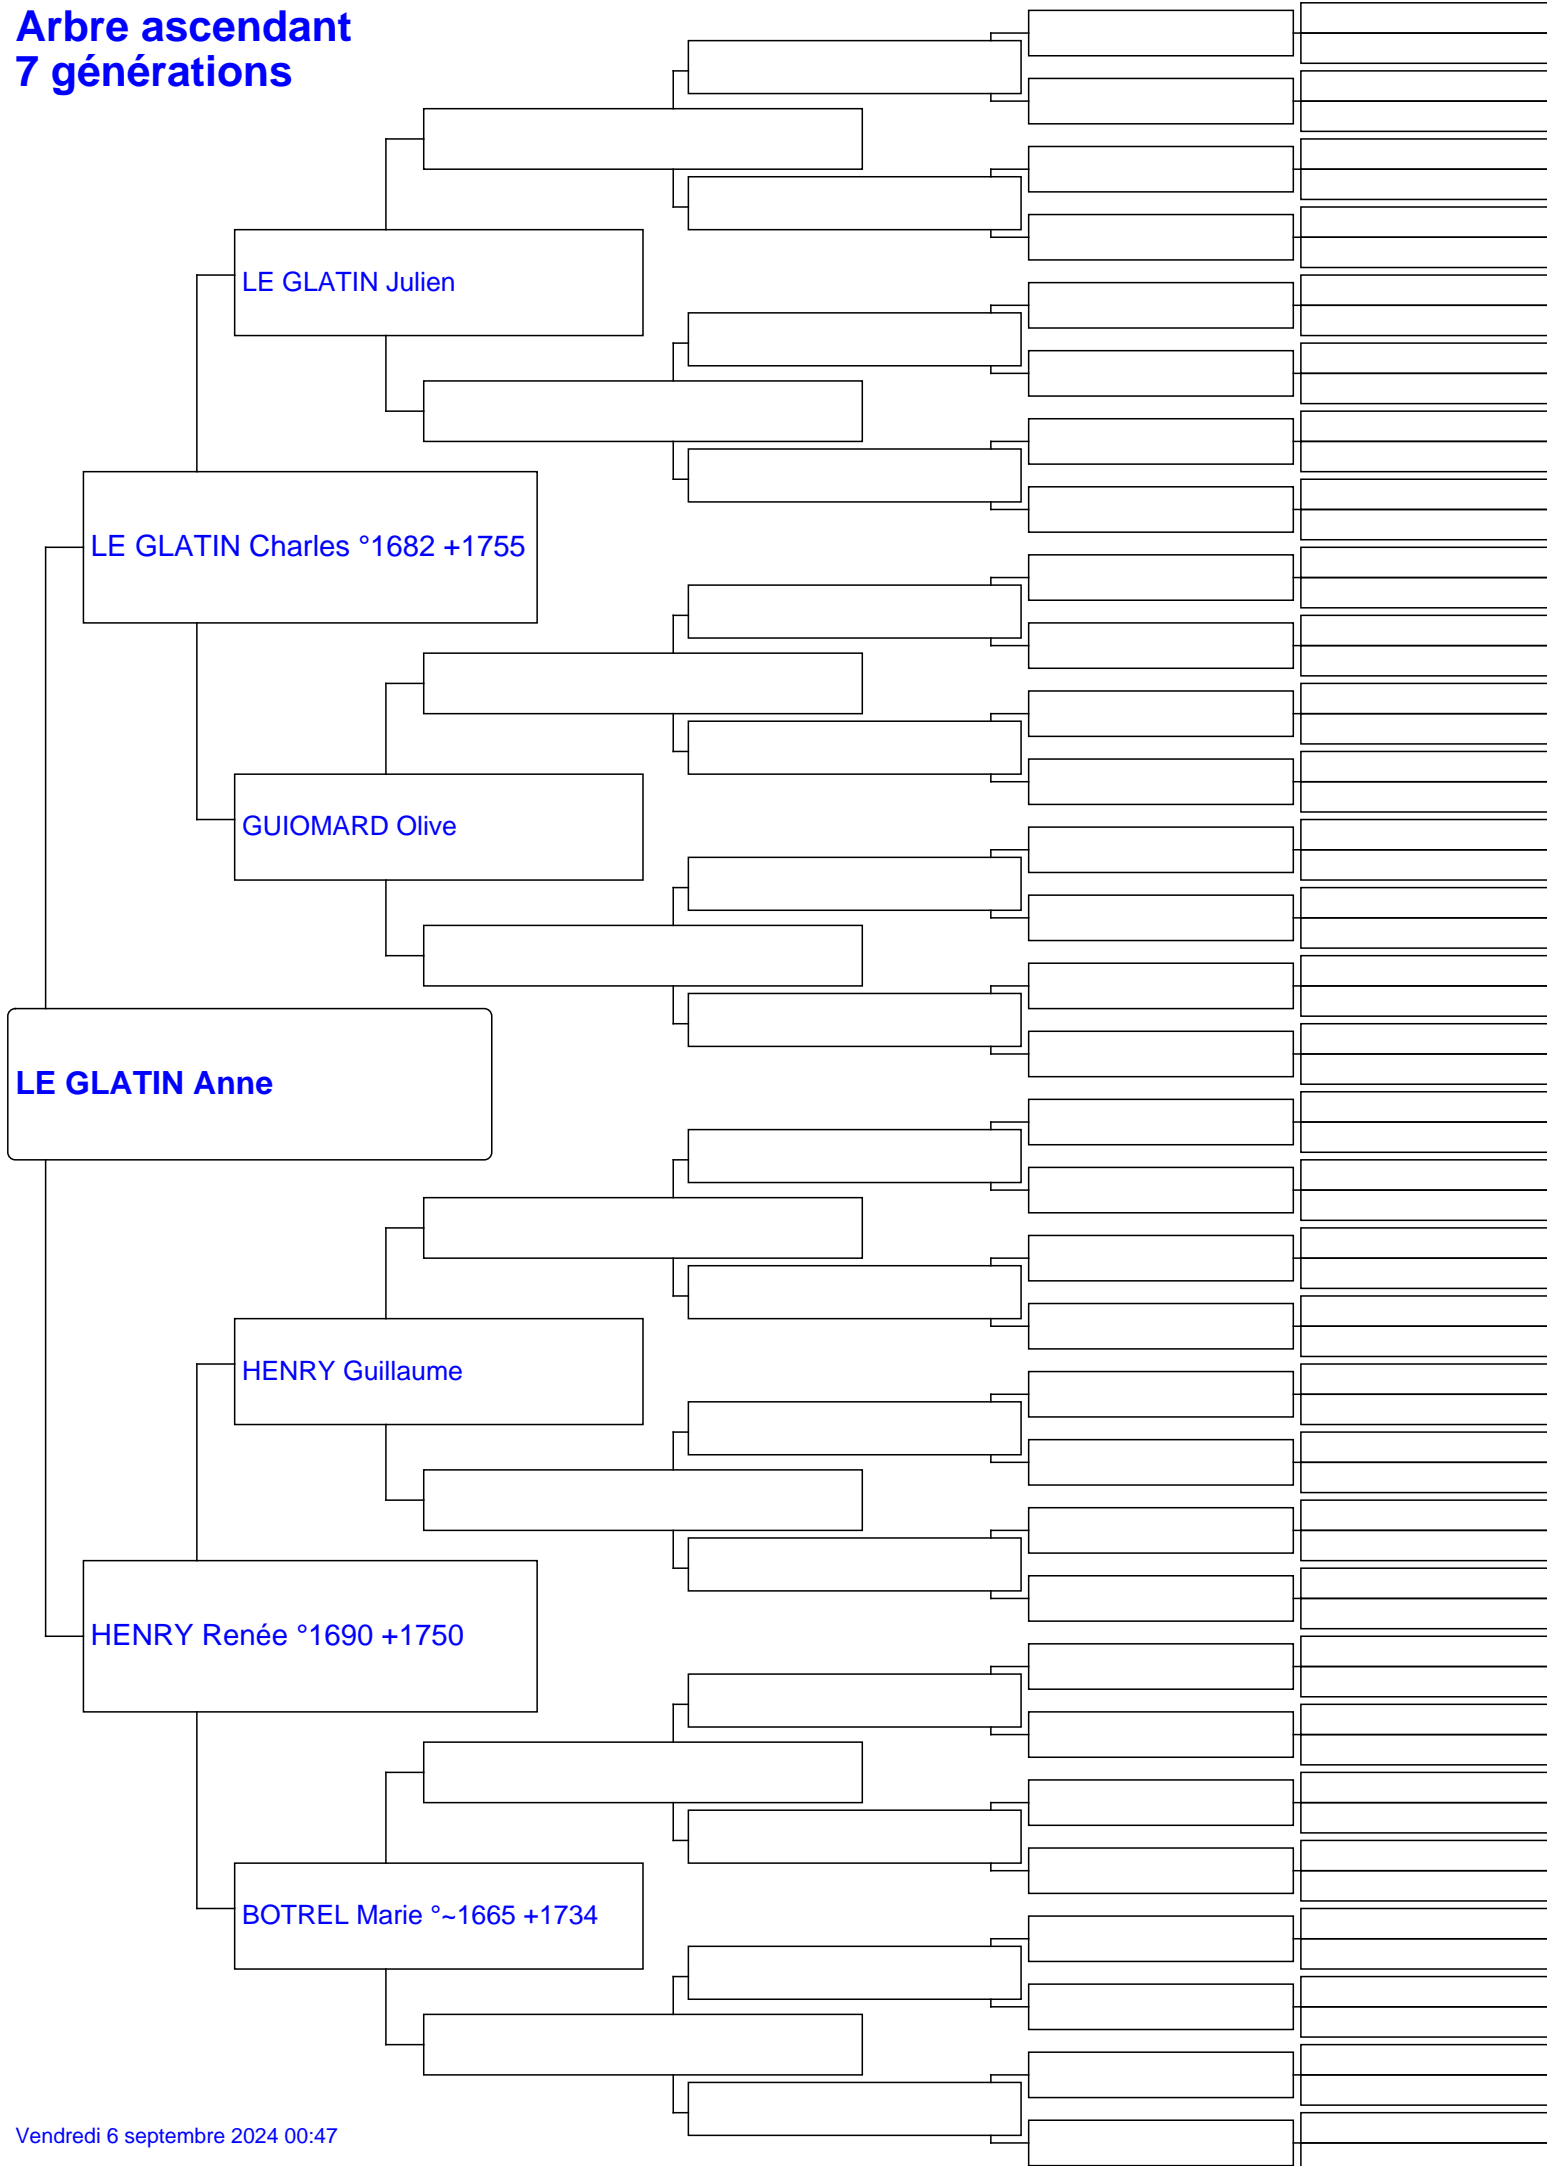 Arbre ascendant
7 générations
LE GLATIN Julien
LE GLATIN Charles °1682 +1755
GUIOMARD Olive
LE GLATIN Anne
HENRY Guillaume
HENRY Renée °1690 +1750
BOTREL Marie °~1665 +1734
Vendredi 6 septembre 2024 00:47